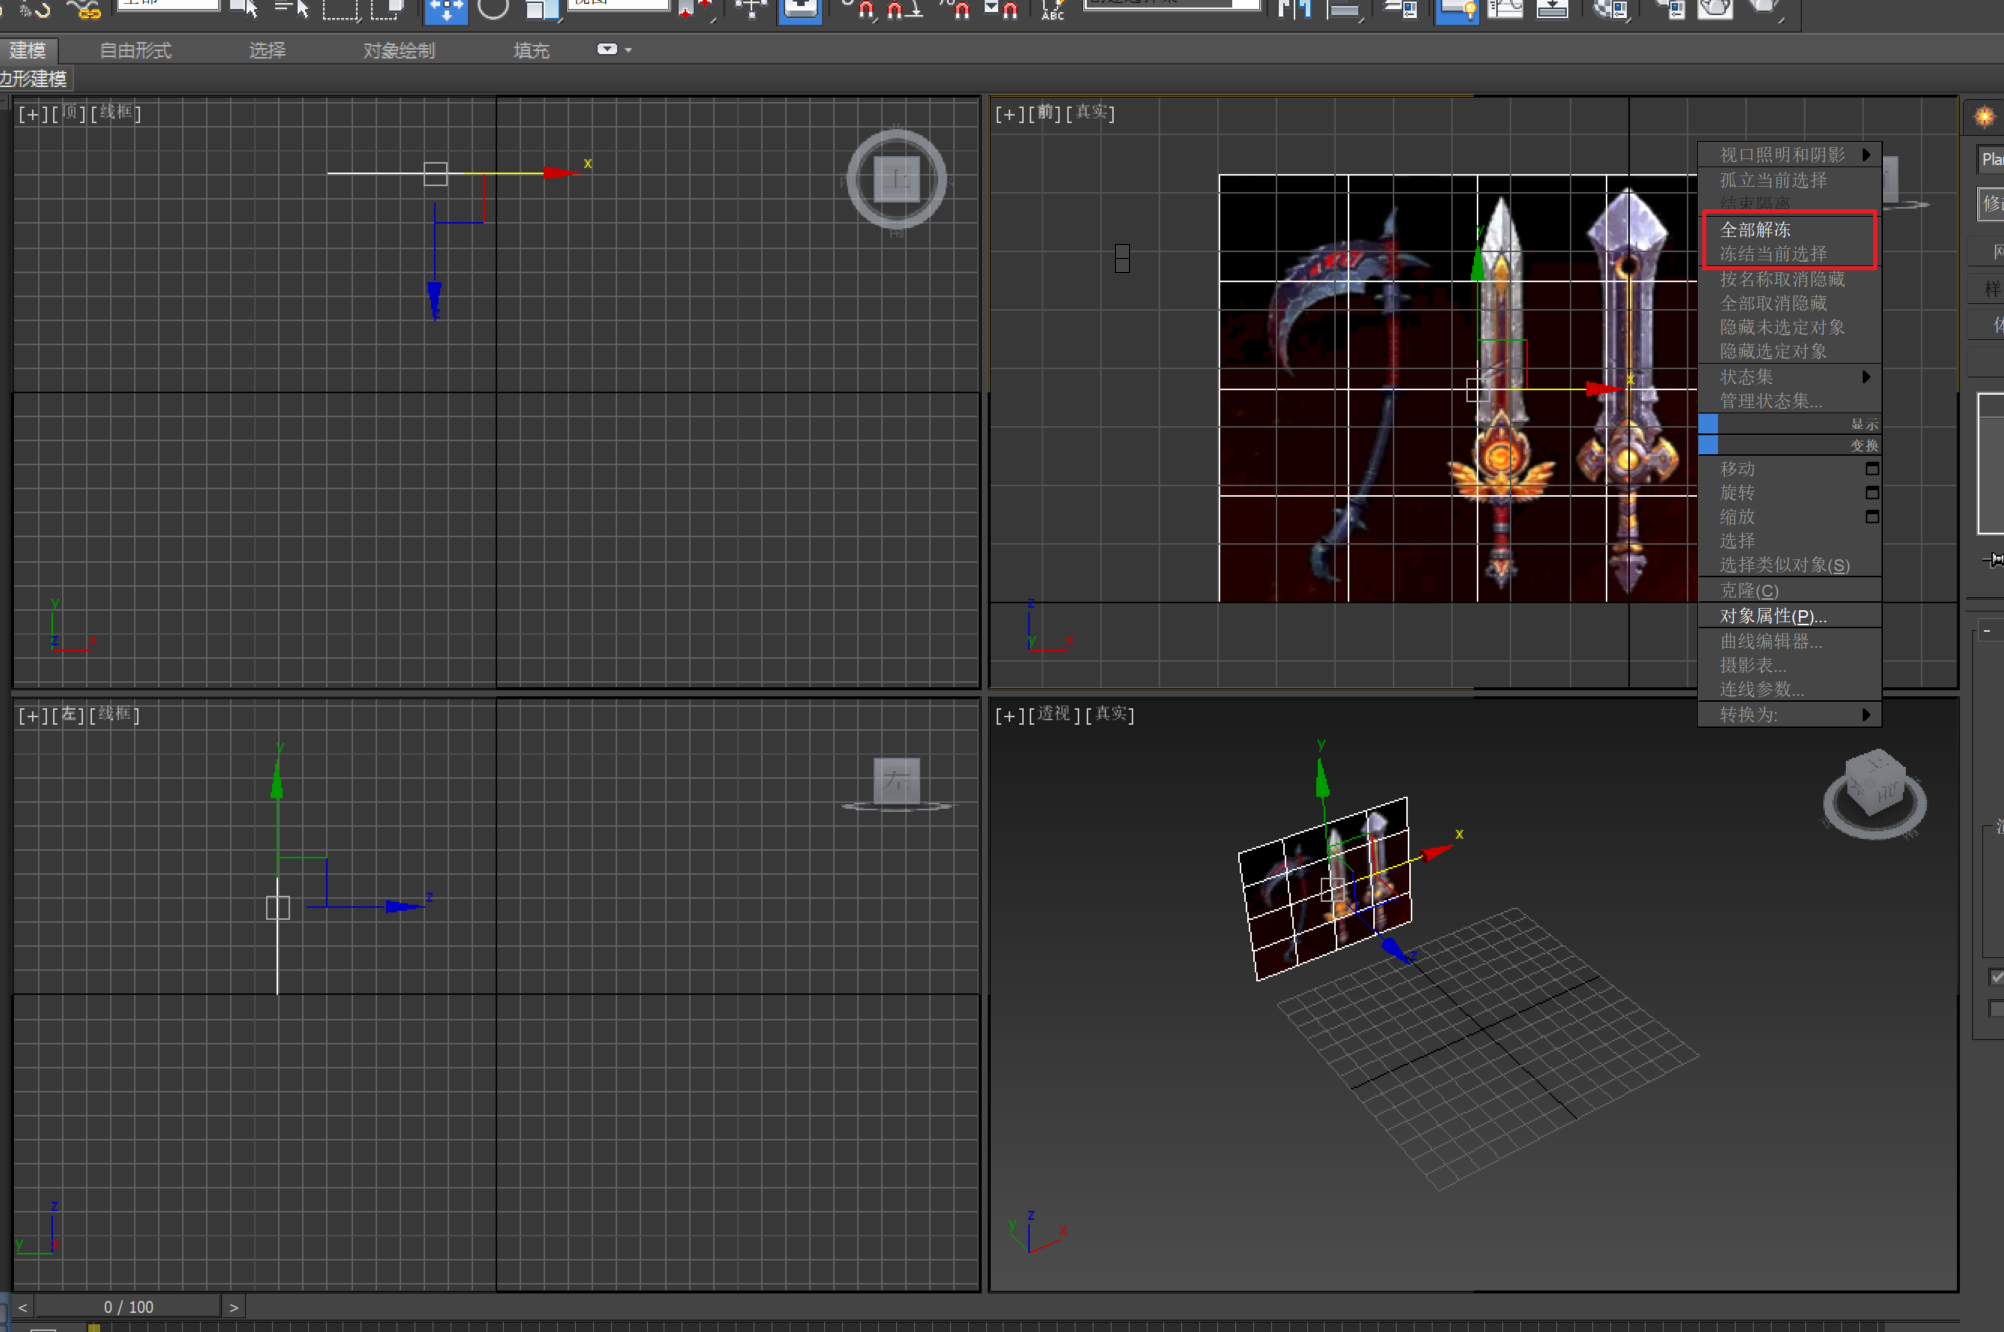 ABC
建模
自由形式
选择
对象绘制
填充
边形建模
[+][顶][线框]
上
南
x
y
z
x
[+][前][真实]
y
x
z
y
x
视口照明和阴影
孤立当前选择
结束隔离
全部解冻
冻结当前选择
按名称取消隐藏
全部取消隐藏
隐藏未选定对象
隐藏选定对象
状态集
管理状态集...
显示
变换
移动
旋转
缩放
选择
选择类似对象(S)
克隆(C)
对象属性(P)...
曲线编辑器...
摄影表...
连线参数...
转换为:
Pla
修
样
[+][左][线框]
左
y
z
z
y
[+][透视][真实]
y
x
z
上
z
y
x
< 0 / 100 >